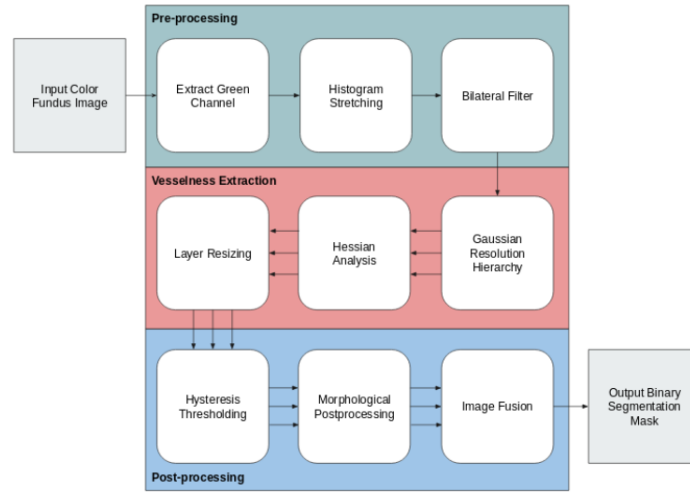 Pre-processing
Input Color
Fundus Image
Extract Green
Channel
Histogram
Stretching
Bilateral Filter
Vesselness Extraction
Layer Resizing
Hessian
Analysis
Gaussian
Resolution
Hierarchy
Hysteresis
Thresholding
Morphological
Postprocessing
Image Fusion
Output Binary
Segmentation
Mask
Post-processing